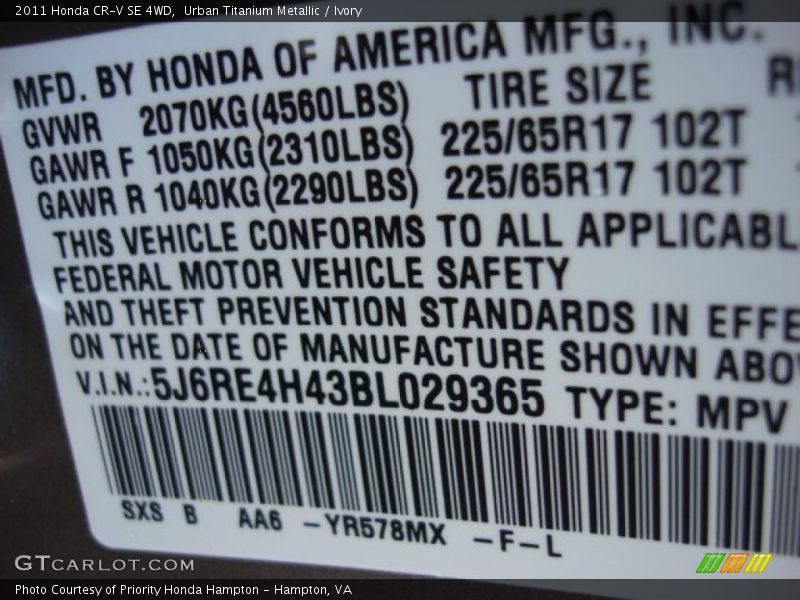 2011 Honda CR-V SE 4WD,  Urban Titanium Metallic / Ivory
MFD. BY HONDA OF AMERICA MFG., INC.
GVWR 2070KG(4560LBS) TIRE SIZE
GAWR F 1050KG(2310LBS) 225/65R17 102T
GAWR R 1040KG(2290LBS) 225/65R17 102T
THIS VEHICLE CONFORMS TO ALL APPLICABL
FEDERAL MOTOR VEHICLE SAFETY
AND THEFT PREVENTION STANDARDS IN EFFE
ON THE DATE OF MANUFACTURE SHOWN ABO
V.I.N.:5J6RE4H43BL029365 TYPE: MPV
SXS B AA6 -YR578MX -F-L
GTCARLOT.COM
Photo Courtesy of Priority Honda Hampton - Hampton, VA